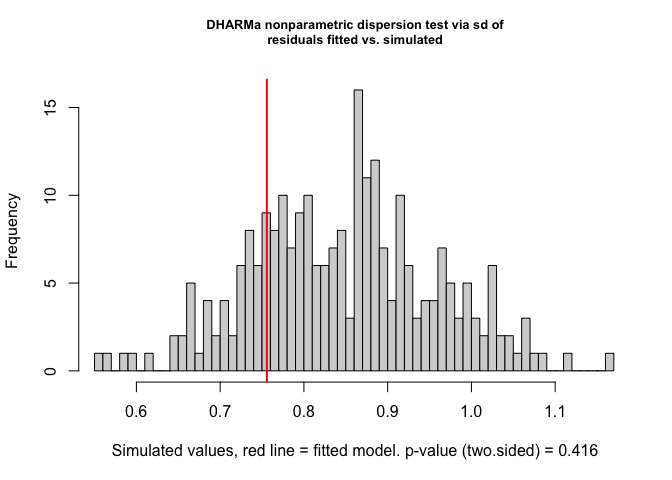 DHARMa nonparametric dispersion test via sd of
residuals fitted vs. simulated
Frequency
15
10
5
0
0.6 0.7 0.8 0.9 1.0 1.1
Simulated values, red line = fitted model. p-value (two.sided) = 0.416